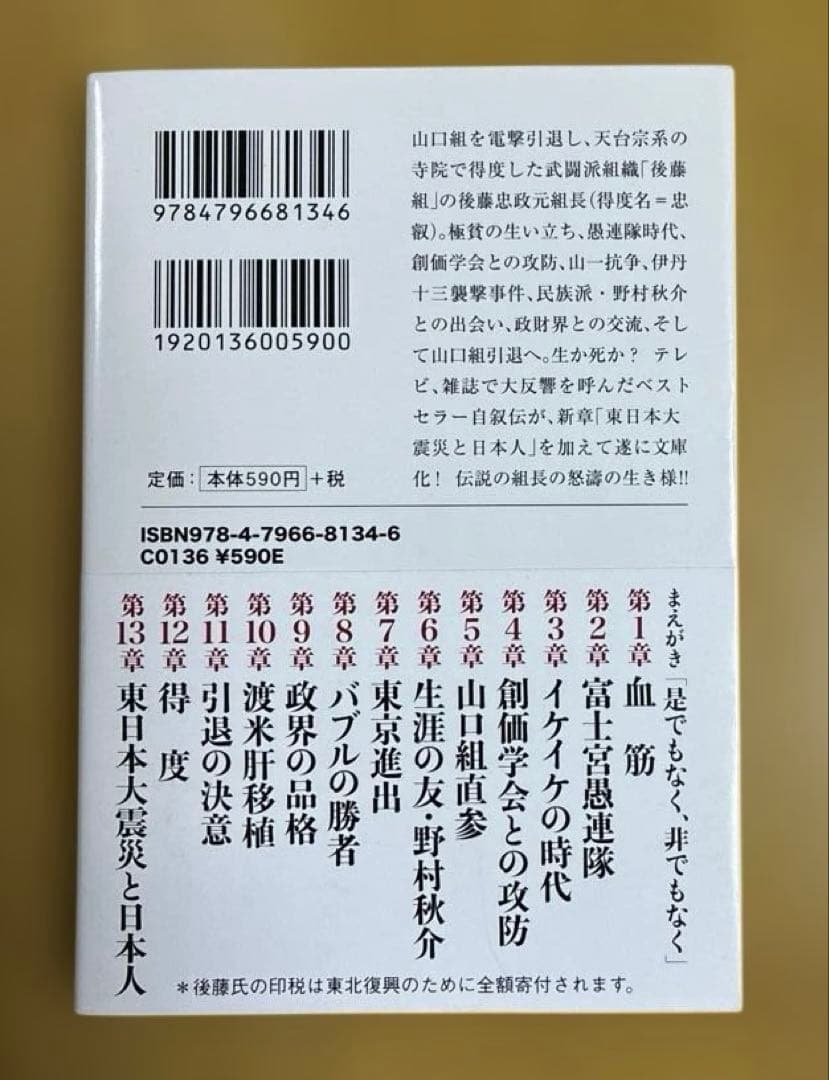 9784796681346
1920136005900
山口組を電撃引退し、天台宗系の
寺院で得度した武闘派組織「後藤
組」の後藤忠政元組長(得度名=忠
叡)。極貧の生い立ち、愚連隊時代、
創価学会との攻防、山一抗争、伊丹
十三襲撃事件、民族派・野村秋介
との出会い、政財界との交流、そし
て山口組引退へ。生か死か? テレ
ビ、雑誌で大反響を呼んだベスト
セラー自叙伝が、新章「東日本大
震災と日本人」を加えて遂に文庫
化! 伝説の組長の怒濤の生き様!!
定価:本体590円+税
ISBN978-4-7966-8134-6
C0136 ¥590E
まえがき「是でもなく、非でもなく」
第1章 血 筋
第2章 富士宮愚連隊
第3章 イケイケの時代
第4章 創価学会との攻防
第5章 山口組直参
第6章 生涯の友・野村秋介
第7章 東京進出
第8章 バブルの勝者
第9章 政界の品格
第10章 渡米肝移植
第11章 引退の決意
第12章 得 度
第13章 東日本大震災と日本人
*後藤氏の印税は東北復興のために全額寄付されます。